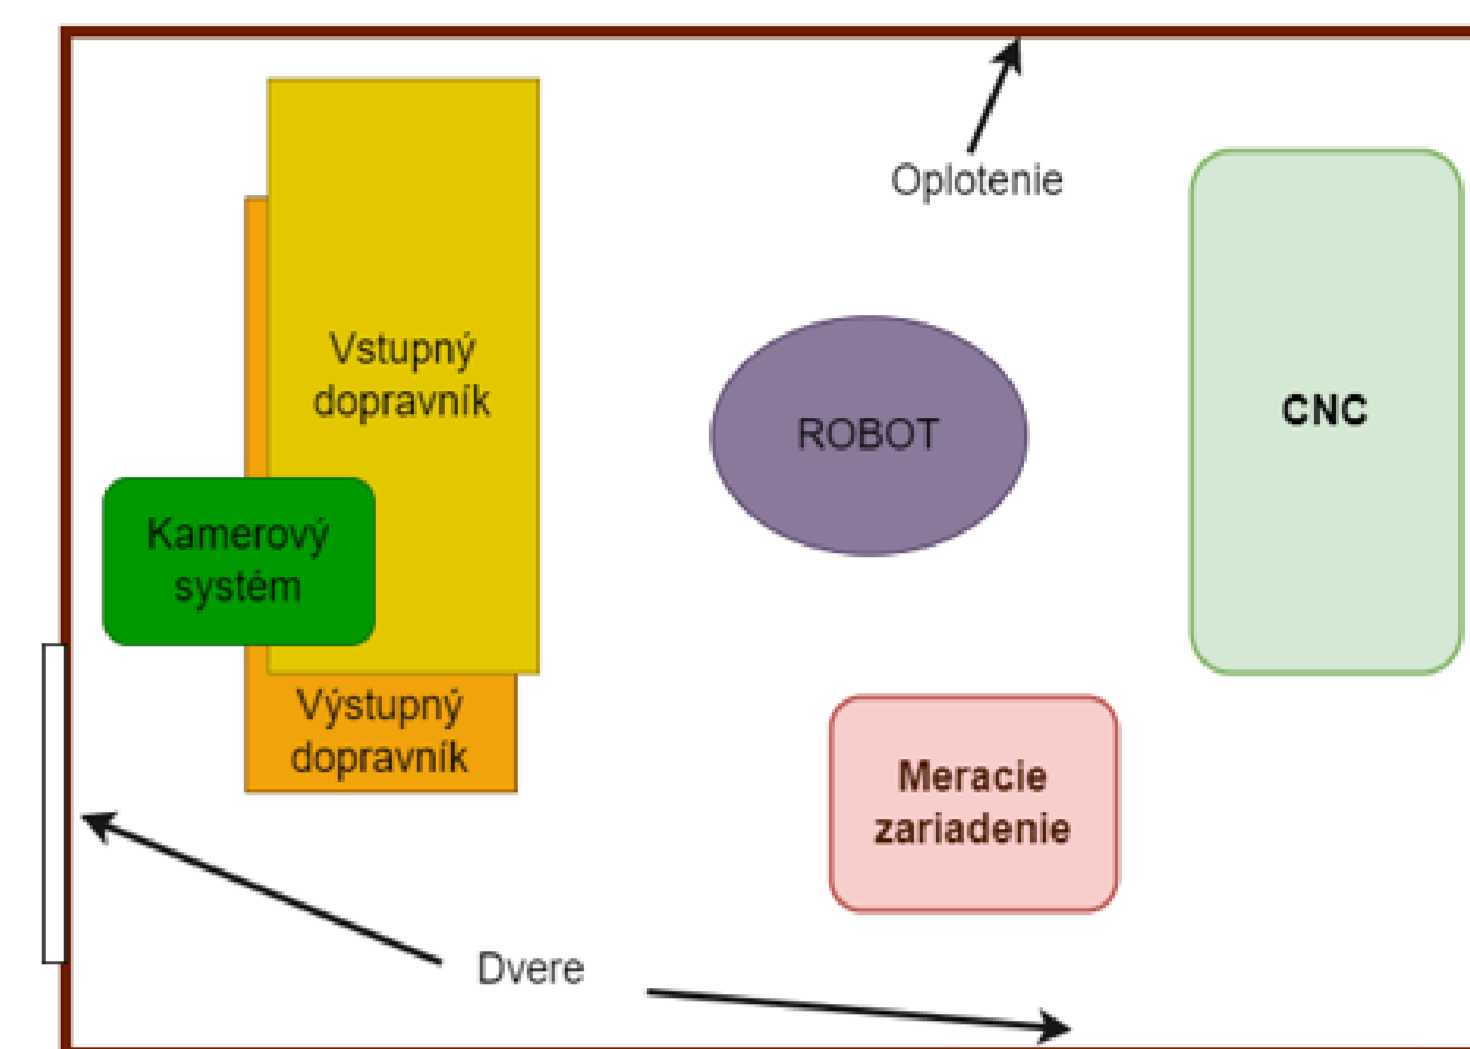 Oplotenie
Vstupný
dopravník
ROBOT
CNC
Kamerový
systém
Výstupný
dopravník
Meracie
zariadenie
Dvere